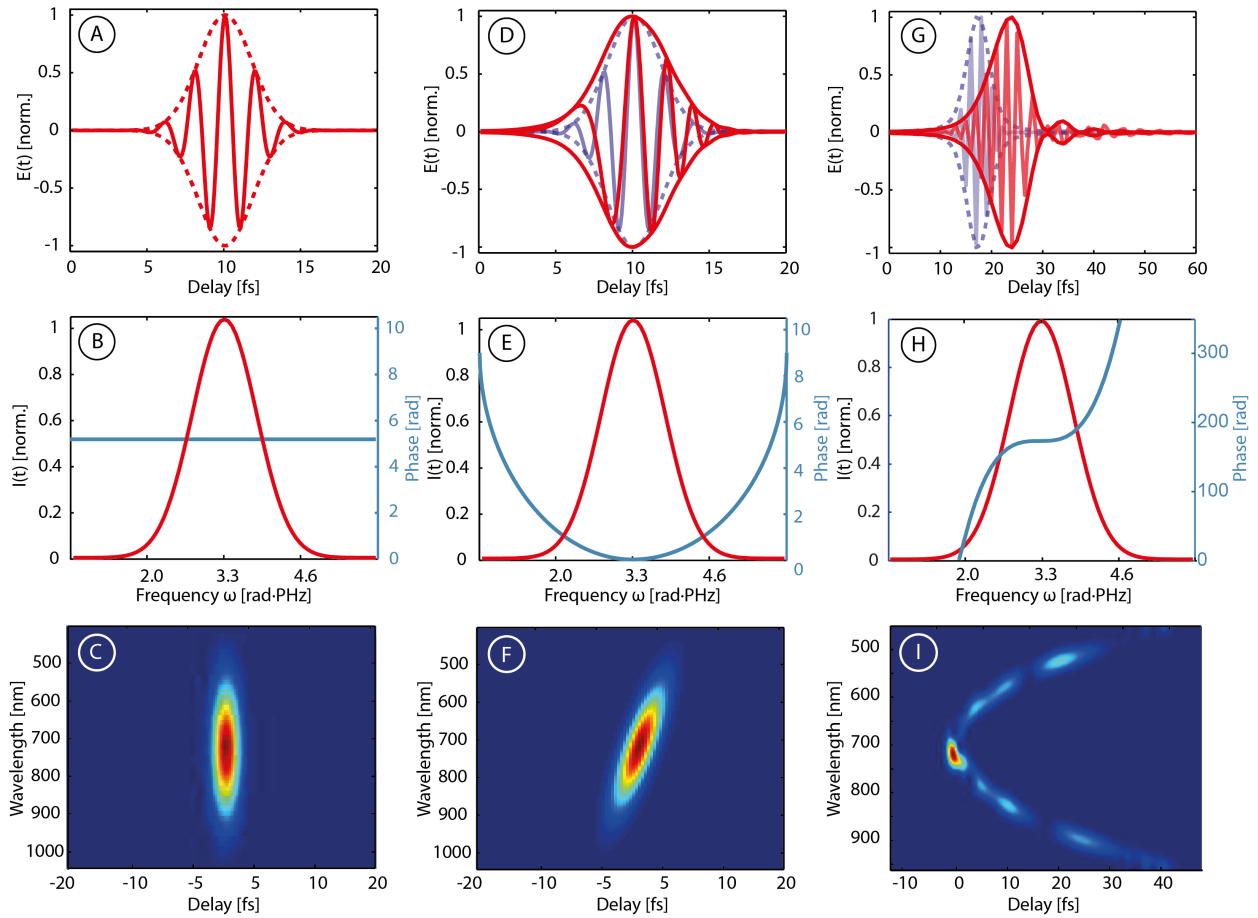 A
E(t) [norm.]
1
0.5
0
-0.5
-1
0 5 10 15 20
Delay [fs]
D
E(t) [norm.]
1
0.5
0
-0.5
-1
0 5 10 15 20
Delay [fs]
G
E(t) [norm.]
1
0.5
0
-0.5
-1
0 10 20 30 40 50 60
Delay [fs]
B
I(t) [norm.]
1
0.8
0.6
0.4
0.2
0
2.0 3.3 4.6
Frequency ω [rad·PHz]
10
8
6
4
2
0
Phase [rad]
E
I(t) [norm.]
1
0.8
0.6
0.4
0.2
0
2.0 3.3 4.6
Frequency ω [rad·PHz]
10
8
6
4
2
0
Phase [rad]
H
I(t) [norm.]
1
0.8
0.6
0.4
0.2
0
2.0 3.3 4.6
Frequency ω [rad·PHz]
300
200
100
0
Phase [rad]
C
Wavelength [nm]
500
600
700
800
900
1000
-20 -10 -5 5 10 20
Delay [fs]
F
Wavelength [nm]
500
600
700
800
900
1000
-20 -10 -5 5 10 20
Delay [fs]
I
Wavelength [nm]
500
600
700
800
900
-10 0 10 20 30 40
Delay [fs]